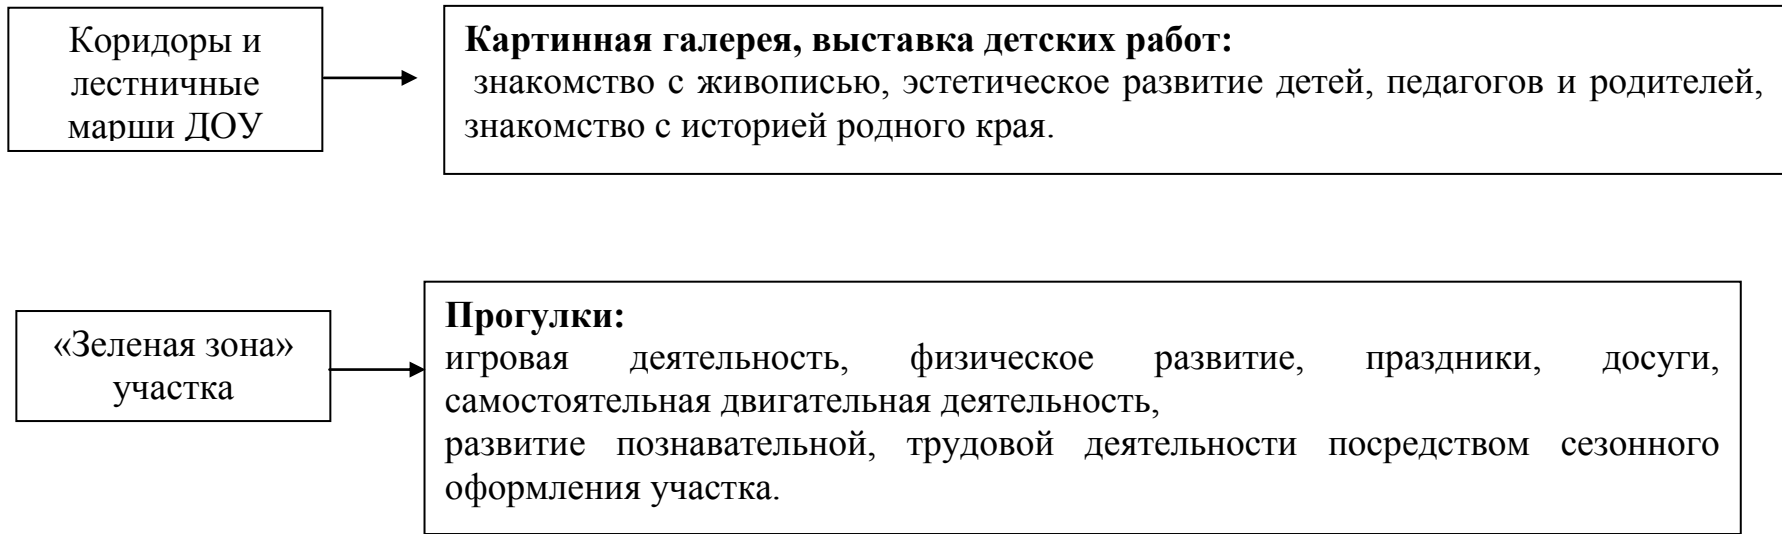 Коридоры и
лестничные
марши ДОУ
Картинная галерея, выставка детских работ:
знакомство с живописью, эстетическое развитие детей, педагогов и родителей,
знакомство с историей родного края.
«Зеленая зона»
участка
Прогулки:
игровая деятельность, физическое развитие, праздники, досуги,
самостоятельная двигательная деятельность,
развитие познавательной, трудовой деятельности посредством сезонного
оформления участка.